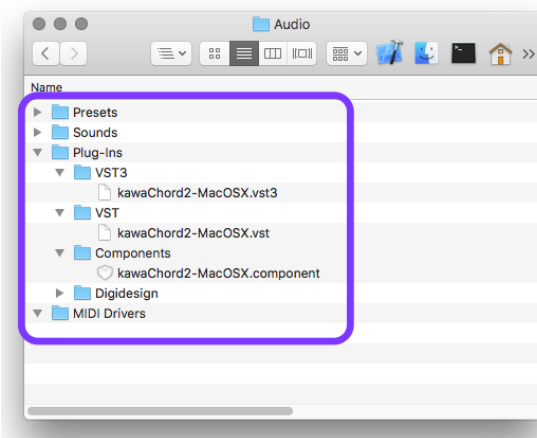 Audio
Name
Presets
Sounds
Plug-Ins
VST3
kawaChord2-MacOSX.vst3
VST
kawaChord2-MacOSX.vst
Components
kawaChord2-MacOSX.component
Digidesign
MIDI Drivers